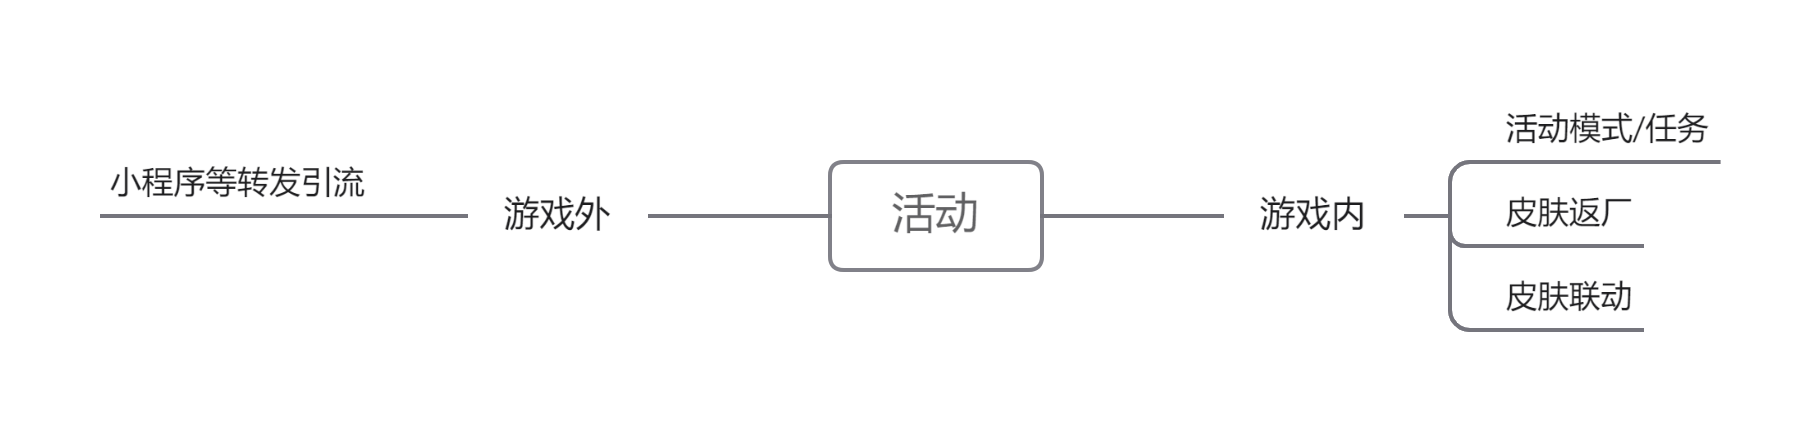 小程序等转发引流
游戏外
活动
游戏内
活动模式/任务
皮肤返厂
皮肤联动